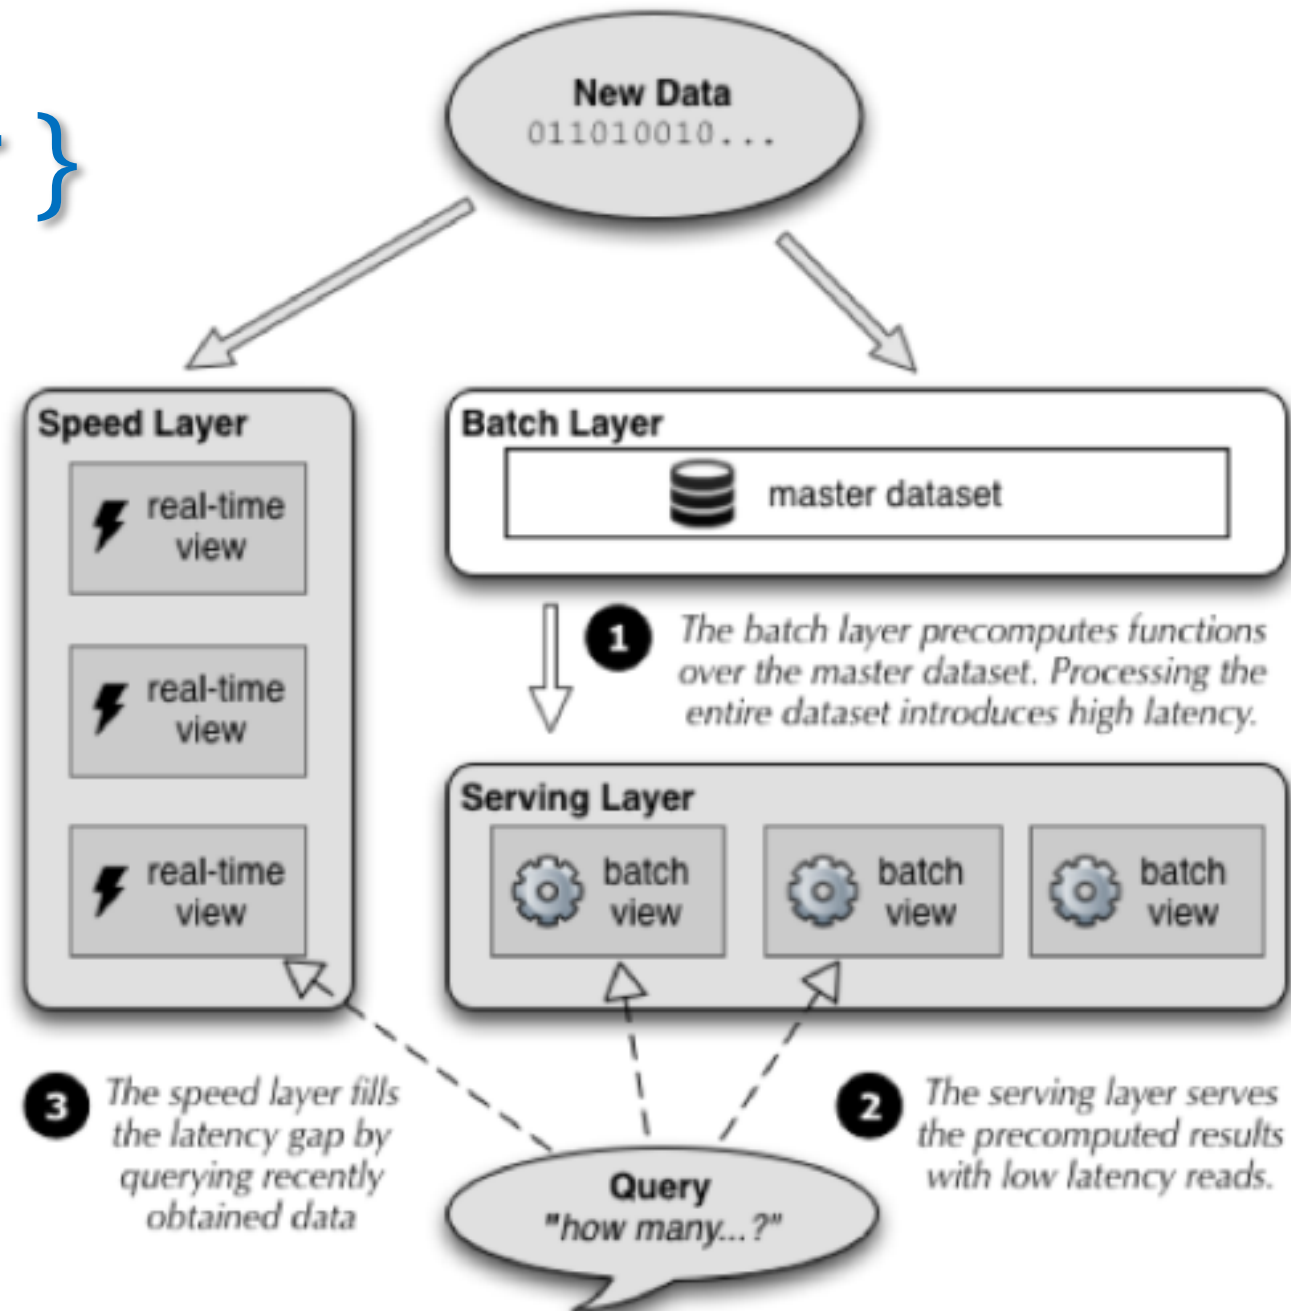 New Data
011010010...
}
Speed Layer
real-time
view
real-time
view
real-time
view
Batch Layer
master dataset
1
The batch layer precomputes functions
over the master dataset. Processing the
entire dataset introduces high latency.
Serving Layer
batch
view
batch
view
batch
view
3
The speed layer fills
the latency gap by
querying recently
obtained data
2
The serving layer serves
the precomputed results
with low latency reads.
Query
"how many...?"